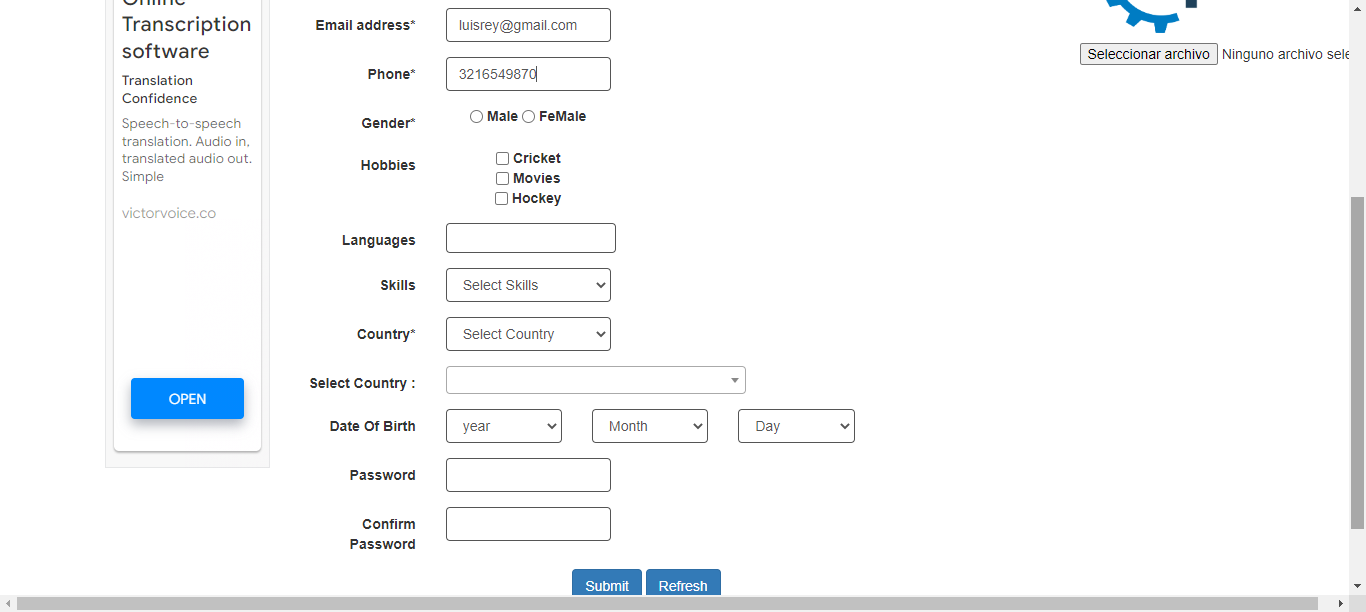 Online
Transcription
software
Translation
Confidence
Speech-to-speech
translation. Audio in,
translated audio out.
Simple
victorvoice.co
OPEN
Email address* luisrey@gmail.com
Phone* 3216549870
Gender* Male FeMale
Hobbies Cricket
Movies
Hockey
Languages
Skills Select Skills
Country* Select Country
Select Country :
Date Of Birth year Month Day
Password
Confirm
Password
Submit Refresh
Seleccionar archivo Ninguno archivo sele